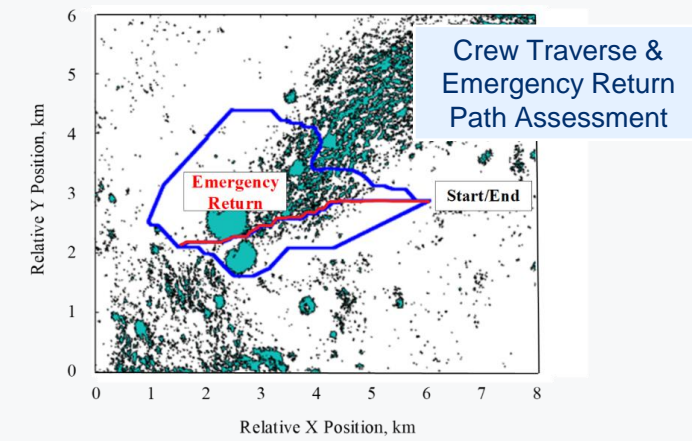 Crew Traverse &
Emergency Return
Path Assessment
6
5
4
3
2
1
0
Relative Y Position, km
Emergency
Return
Start/End
0 1 2 3 4 5 6 7 8
Relative X Position, km